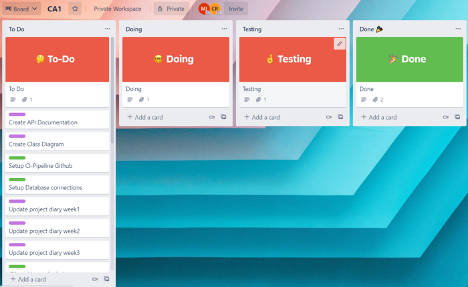 Board
CA1
Private Workspace
Private
ML
CR
Invite
To Do
To-Do
To Do
1
Create API Documentation
Create Class Diagram
Setup CI-Pipeline Github
Setup Database connections
Update project diary week1
Update project diary week2
Update project diary week3
+ Add a card
Doing
Doing
Doing
1
+ Add a card
Testing
Testing
Testing
1
+ Add a card
Done
Done
Done
2
+ Add a card